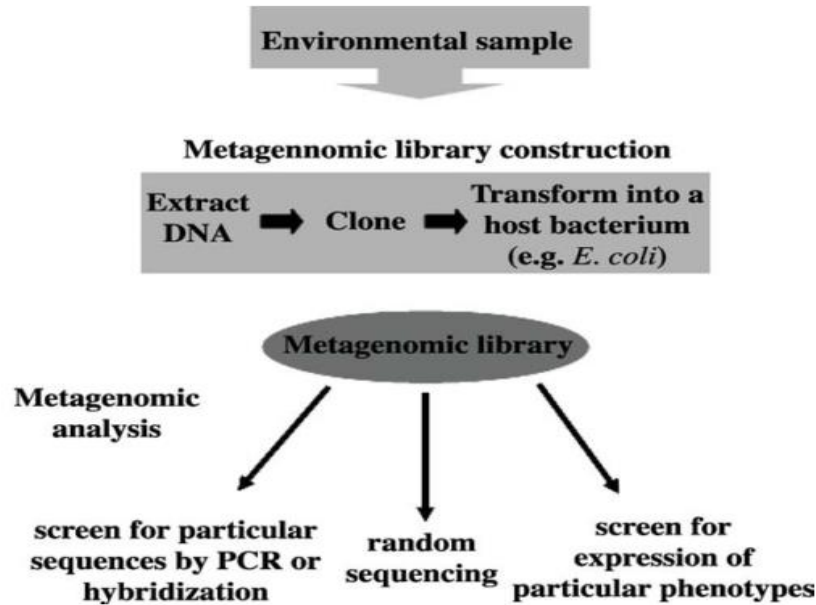 Environmental sample
Metagennomic library construction
Extract
DNA
Clone
Transform into a
host bacterium
(e.g. E. coli)
Metagenomic library
Metagenomic
analysis
screen for particular
sequences by PCR or
hybridization
random
sequencing
screen for
expression of
particular phenotypes